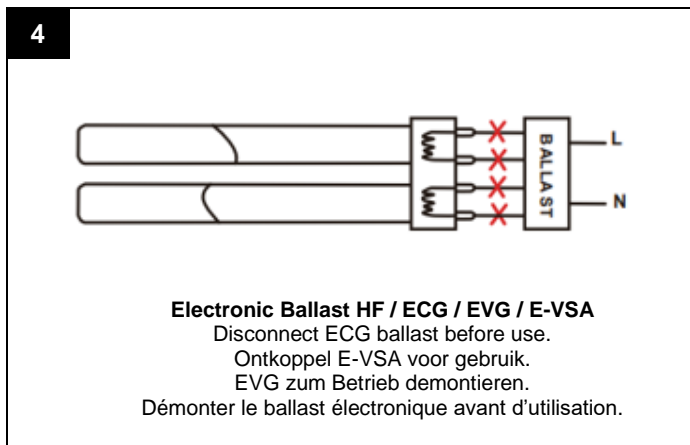 4
L
BALLAST
N
Electronic Ballast HF / ECG / EVG / E-VSA
Disconnect ECG ballast before use.
Ontkoppel E-VSA voor gebruik.
EVG zum Betrieb demontieren.
Démonter le ballast électronique avant d’utilisation.